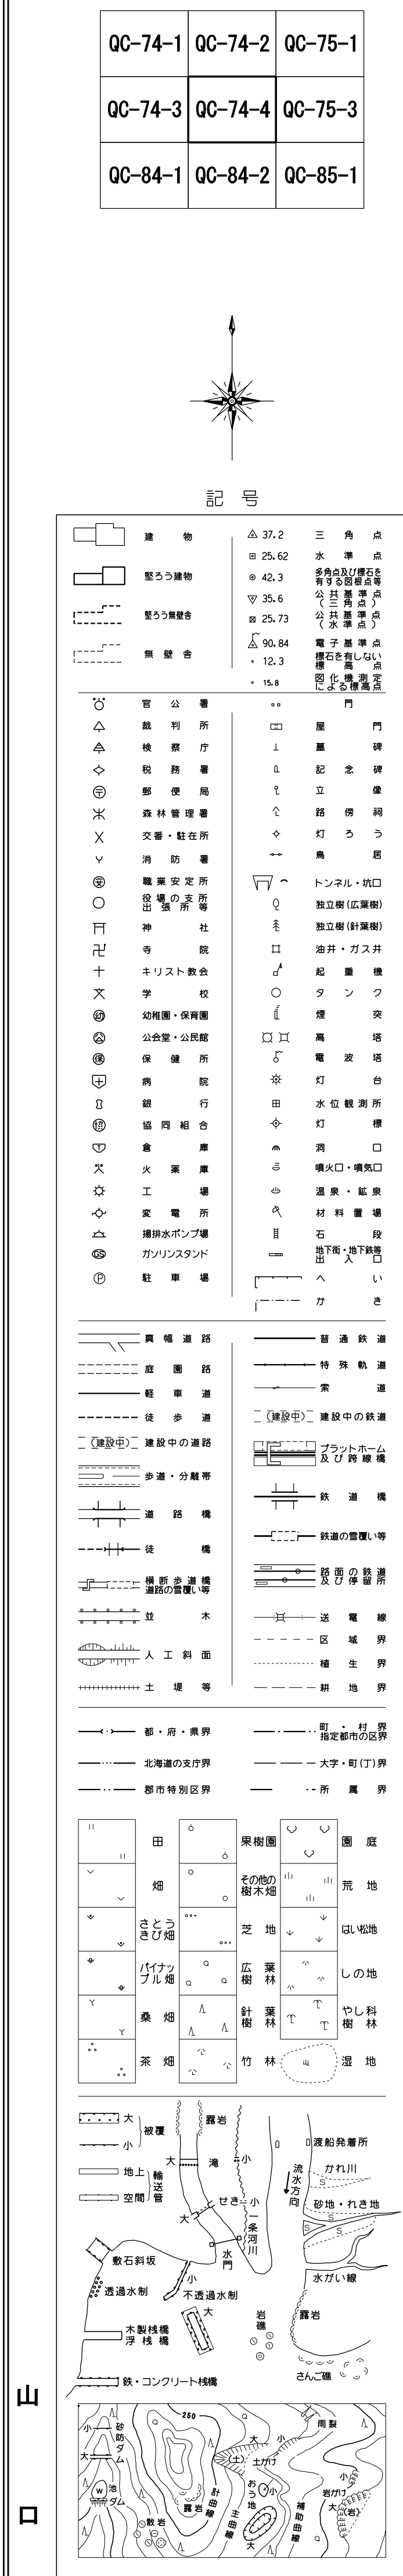 QC-74-1 QC-74-2 QC-75-1
QC-74-3 QC-74-4 QC-75-3
QC-84-1 QC-84-2 QC-85-1
記号
建物
堅ろう建物
堅ろう無壁舎
無壁舎
37.2 三角点
25.62 水準点
42.3 多角点及び標石を
有する図根点等
35.6 公共基準点
(三角点)
25.73 公共基準点
(水準点)
90.84 電子基準点
12.3 標石を有しない
標高点
15.8 図化機測定
による標高点
官公署
裁判所
検察庁
税務署
郵便局
森林管理署
交番・駐在所
消防署
職業安定所
役場の支所
出張所等
神社
寺院
キリスト教会
文 学校
幼 幼稚園・保育園
公 公会堂・公民館
保 保健所
病院
銀行
協 協同組合
倉庫
火薬庫
工場
変電所
揚排水ポンプ場
GS ガソリンスタンド
P 駐車場
門
屋門
墓碑
記念碑
立像
路傍祠
灯ろう
鳥居
トンネル・坑口
独立樹(広葉樹)
独立樹(針葉樹)
油井・ガス井
起重機
タンク
煙突
高塔
電波塔
灯台
水位観測所
灯標
洞口
噴火口・噴気口
温泉・鉱泉
材料置場
石段
地下街・地下鉄等
出入口
へい
かき
真幅道路
庭園路
軽車道
徒歩道
(建設中) 建設中の道路
歩道・分離帯
道路橋
徒橋
横断歩道橋
道路の雪覆い等
並木
人工斜面
土堤等
普通鉄道
特殊軌道
索道
(建設中) 建設中の鉄道
プラットホーム
及び跨線橋
鉄道橋
鉄道の雪覆い等
路面の鉄道
及び停留所
送電線
区域界
植生界
耕地界
都・府・県界
北海道の支庁界
郡市特別区界
町・村界
指定都市の区界
大字・町(丁)界
所属界
田 果樹園 園庭
畑 その他の
樹木畑 荒地
さとう
きび畑 芝地 はい松地
パイナッ
プル畑 広葉
樹林 しの地
桑畑 針葉
樹林 やし科
樹林
茶畑 竹林 湿地
大
小
被覆
地上
空間
輸送管
露岩
大 滝 小
大 せき 小
一条河川
水門
渡船発着所
かれ川
流水方向
砂地・れき地
S
S
S
水がい線
敷石斜坂
透過水制
小
不透過水制
大
木製桟橋
浮桟橋
岩礁
露岩
さんご礁
鉄・コンクリート桟橋
250
雨裂
小 砂防ダム
大
W 池
ダム
散岩
露岩
計曲線
主曲線
(土) 土がけ
大 小
おう地
小
大
補助曲線
小
岩がけ
大
(岩)
山
口